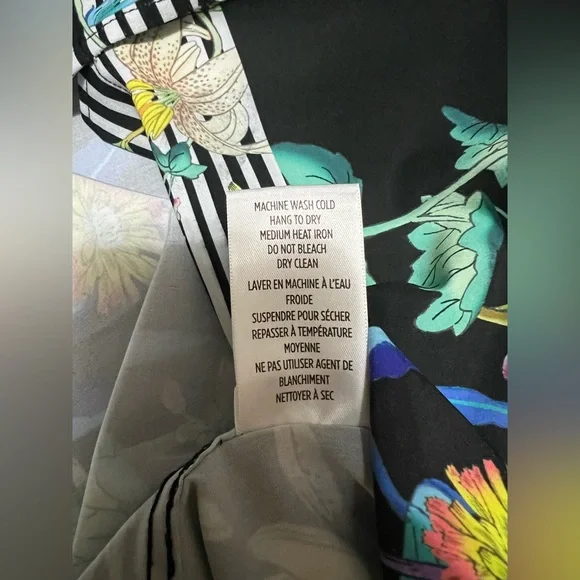 MACHINE WASH COLD
HANG TO DRY
MEDIUM HEAT IRON
DO NOT BLEACH
DRY CLEAN
LAVER EN MACHINE À L'EAU
FROIDE
SUSPENDRE POUR SÉCHER
REPASSER À TEMPÉRATURE
MOYENNE
NE PAS UTILISER AGENT DE
BLANCHIMENT
NETTOYER À SEC